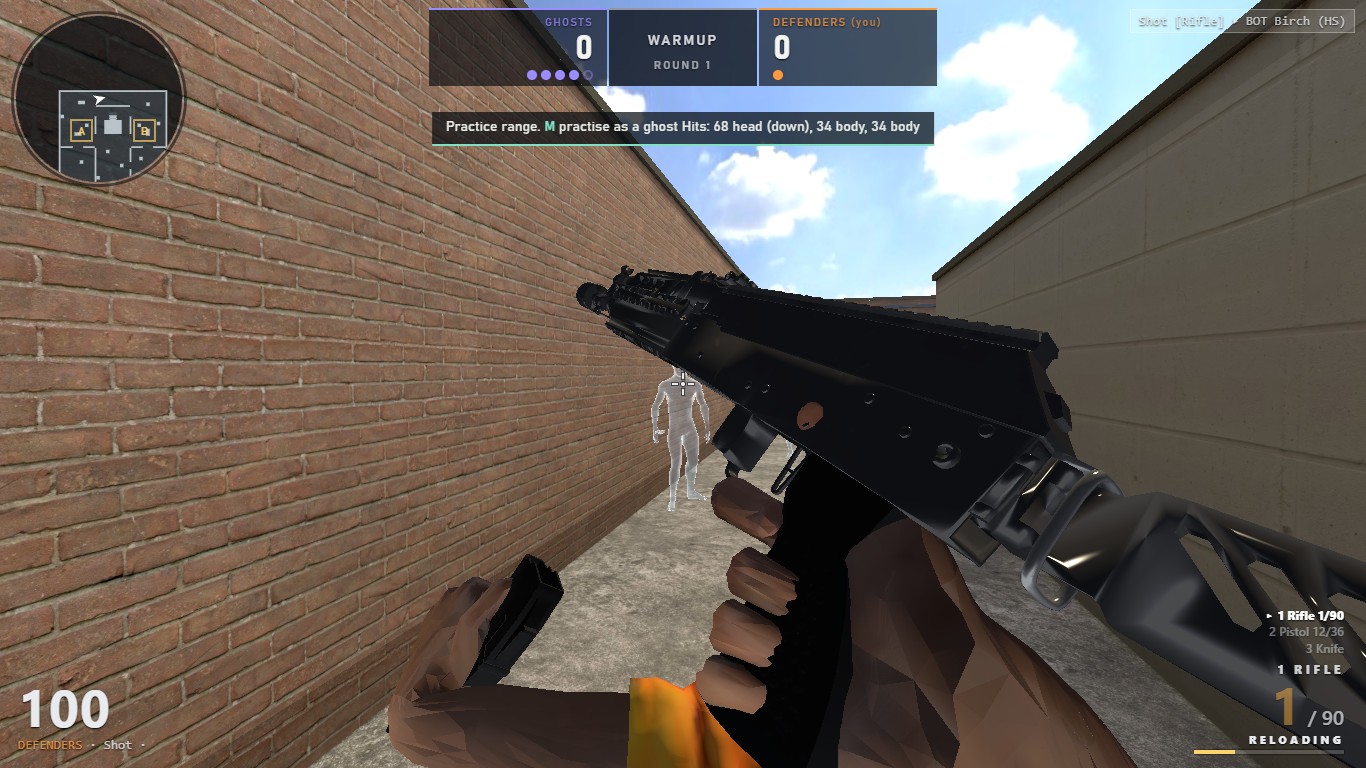 GHOSTS
0
WARMUP
ROUND 1
DEFENDERS (you)
0
Shot [Rifle] BOT Birch (HS)
Practice range. M practise as a ghost Hits: 68 head (down), 34 body, 34 body
A
B
▸ 1 Rifle 1/90
2 Pistol 12/36
3 Knife
1 RIFLE
1 / 90
RELOADING
100
DEFENDERS · Shot ·